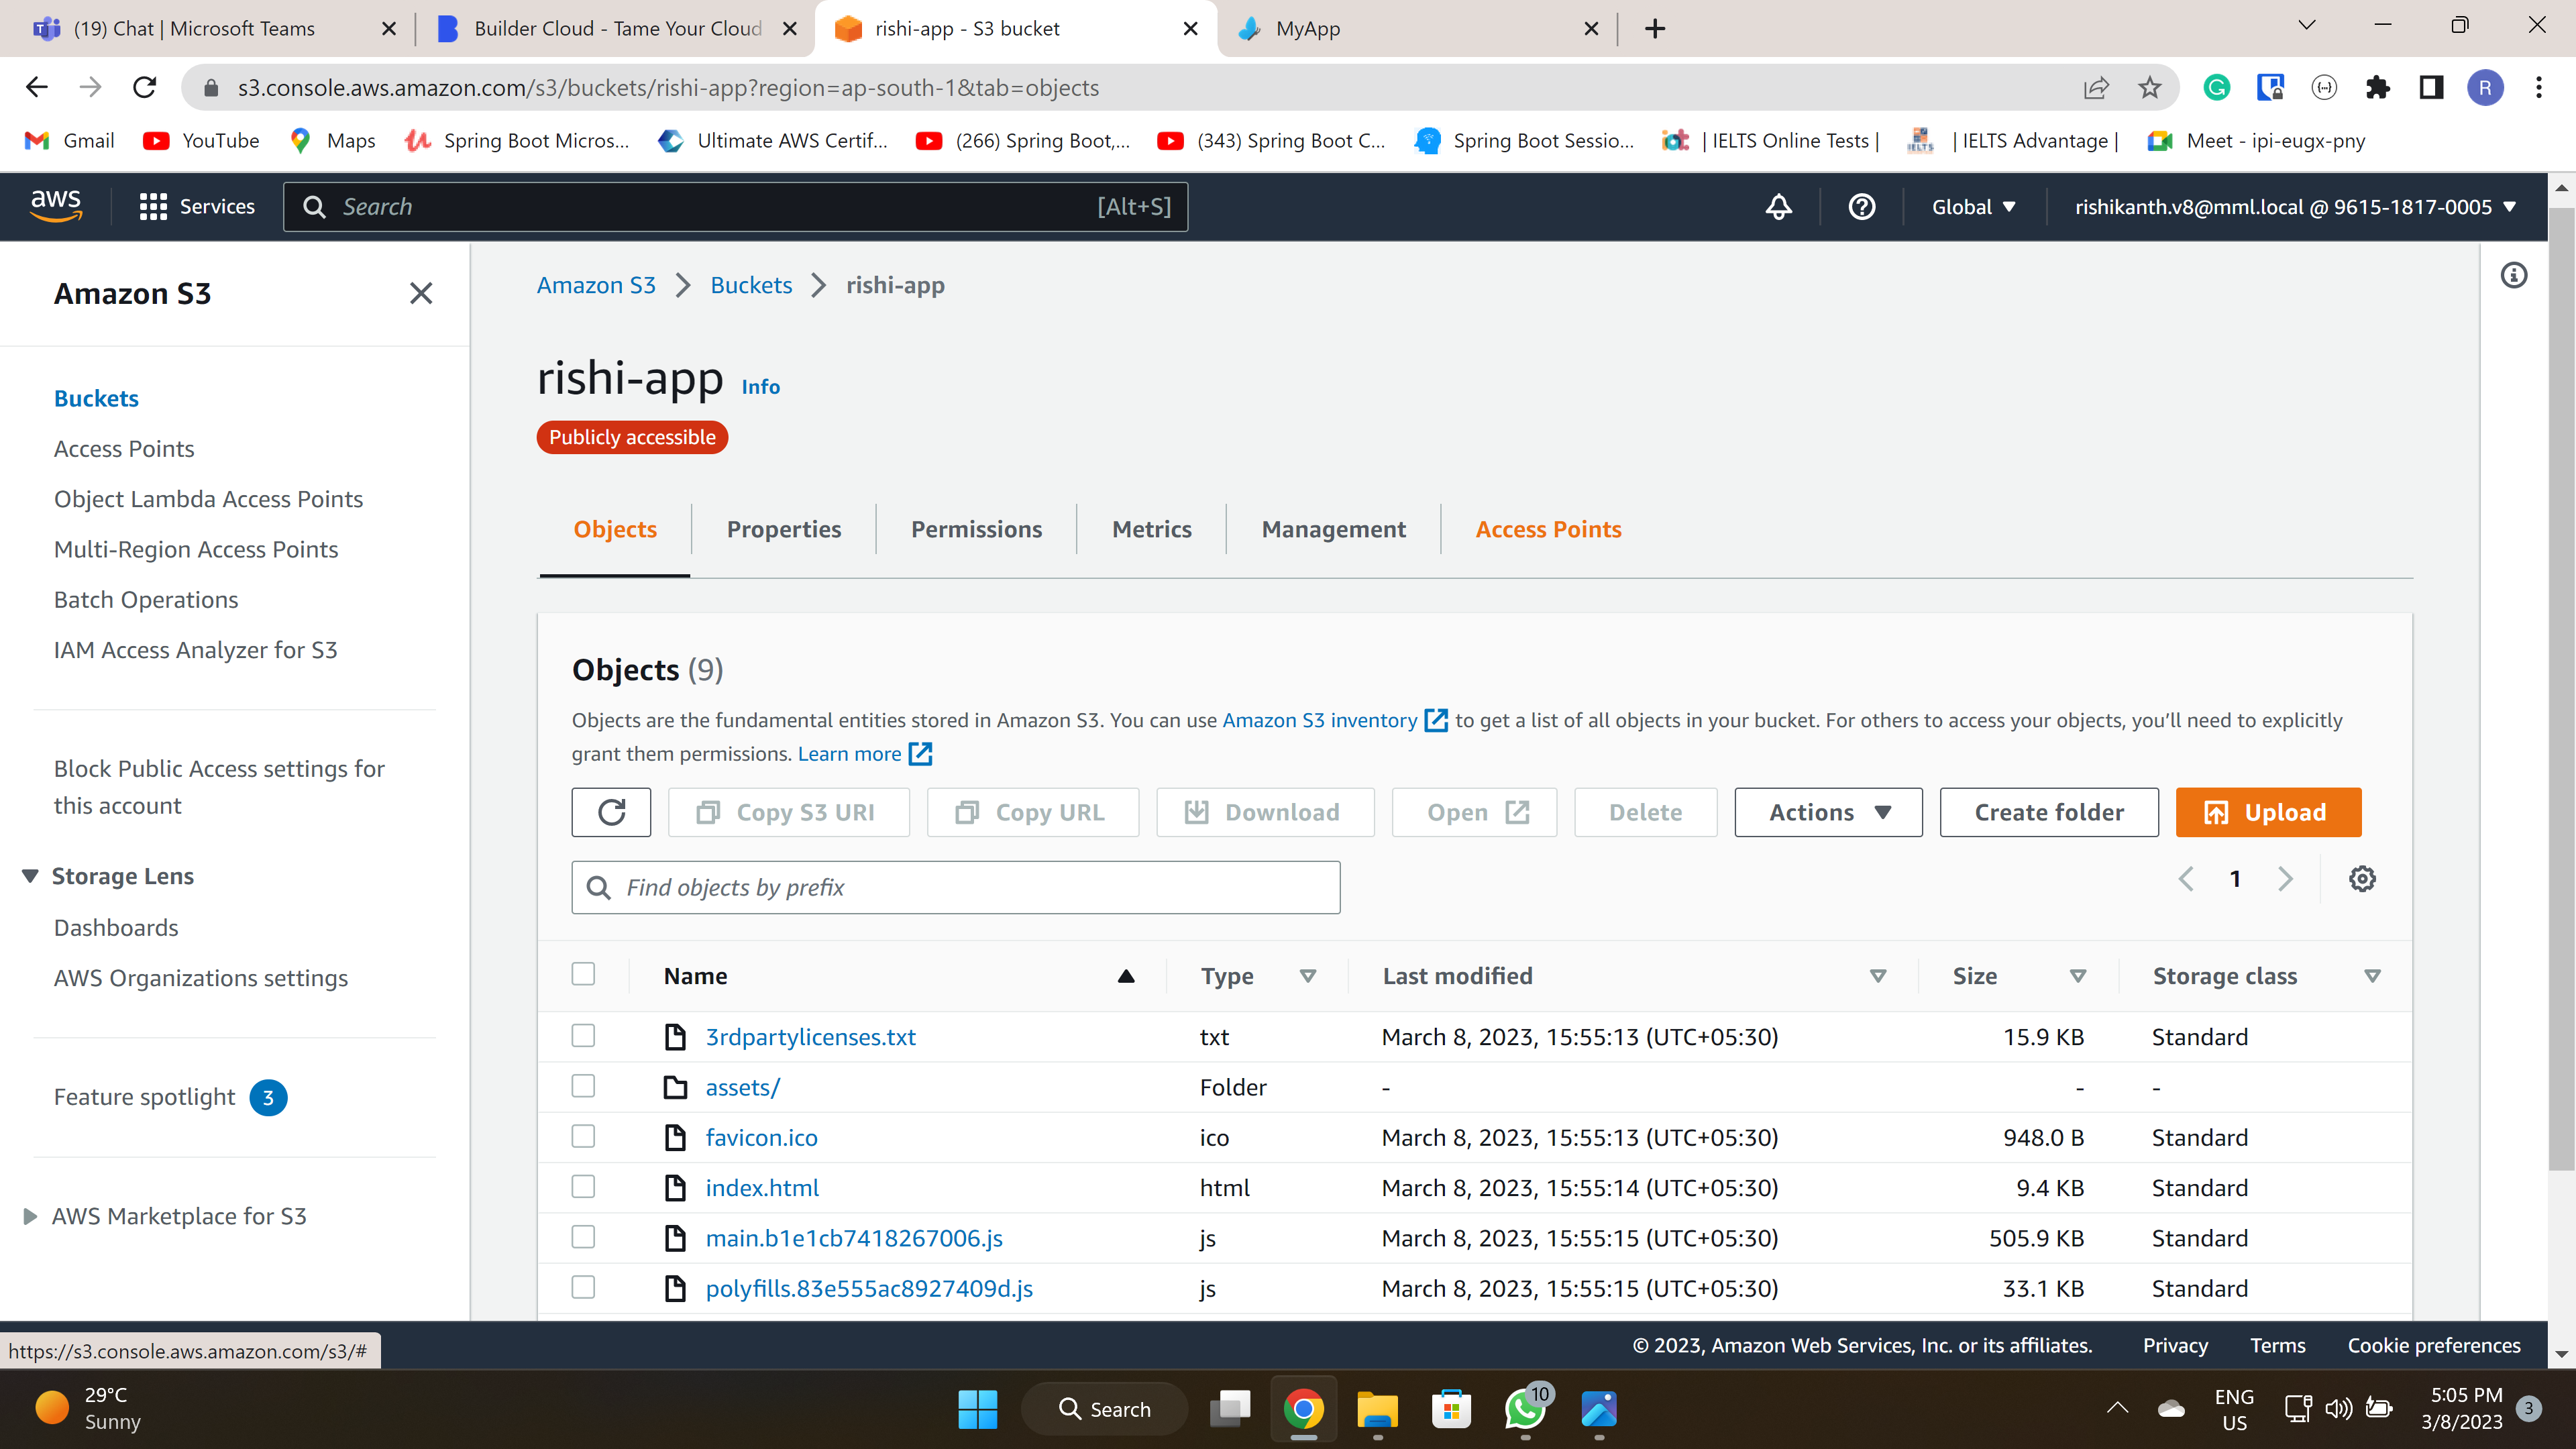 (19) Chat | Microsoft Teams
Builder Cloud - Tame Your Cloud
rishi-app - S3 bucket
MyApp
s3.console.aws.amazon.com/s3/buckets/rishi-app?region=ap-south-1&tab=objects
R
Gmail
YouTube
Maps
Spring Boot Micros...
Ultimate AWS Certif...
(266) Spring Boot,...
(343) Spring Boot C...
Spring Boot Sessio...
| IELTS Online Tests |
| IELTS Advantage |
Meet - ipi-eugx-pny
aws
Services
Search
[Alt+S]
Global
rishikanth.v8@mml.local @ 9615-1817-0005
Amazon S3
Buckets
Access Points
Object Lambda Access Points
Multi-Region Access Points
Batch Operations
IAM Access Analyzer for S3
Block Public Access settings for
this account
Storage Lens
Dashboards
AWS Organizations settings
Feature spotlight 3
AWS Marketplace for S3
Amazon S3 > Buckets > rishi-app
rishi-app Info
Publicly accessible
Objects
Properties
Permissions
Metrics
Management
Access Points
Objects (9)
Objects are the fundamental entities stored in Amazon S3. You can use Amazon S3 inventory to get a list of all objects in your bucket. For others to access your objects, you’ll need to explicitly
grant them permissions. Learn more
Copy S3 URI
Copy URL
Download
Open
Delete
Actions
Create folder
Upload
Find objects by prefix
1
Name Type Last modified Size Storage class
3rdpartylicenses.txt txt March 8, 2023, 15:55:13 (UTC+05:30) 15.9 KB Standard
assets/ Folder - - -
favicon.ico ico March 8, 2023, 15:55:13 (UTC+05:30) 948.0 B Standard
index.html html March 8, 2023, 15:55:14 (UTC+05:30) 9.4 KB Standard
main.b1e1cb7418267006.js js March 8, 2023, 15:55:15 (UTC+05:30) 505.9 KB Standard
polyfills.83e555ac8927409d.js js March 8, 2023, 15:55:15 (UTC+05:30) 33.1 KB Standard
https://s3.console.aws.amazon.com/s3/#
© 2023, Amazon Web Services, Inc. or its affiliates.
Privacy
Terms
Cookie preferences
29°C
Sunny
Search
10
ENG
US
5:05 PM
3/8/2023
3